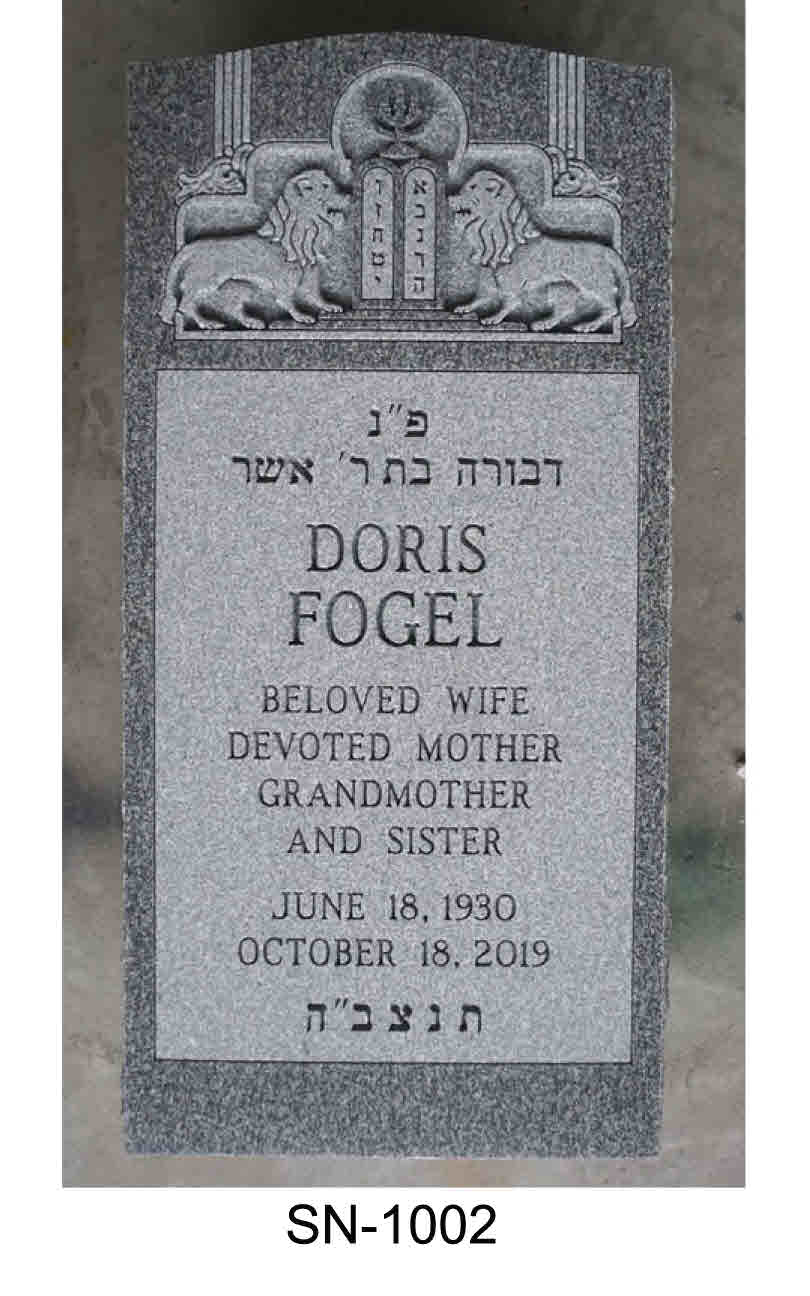 א
ב
ג
ד
ה
ו
ז
ח
ט
י
פ"נ
דבורה בת ר' אשר
DORIS
FOGEL
BELOVED WIFE
DEVOTED MOTHER
GRANDMOTHER
AND SISTER
JUNE 18, 1930
OCTOBER 18, 2019
תנצב"ה
SN-1002